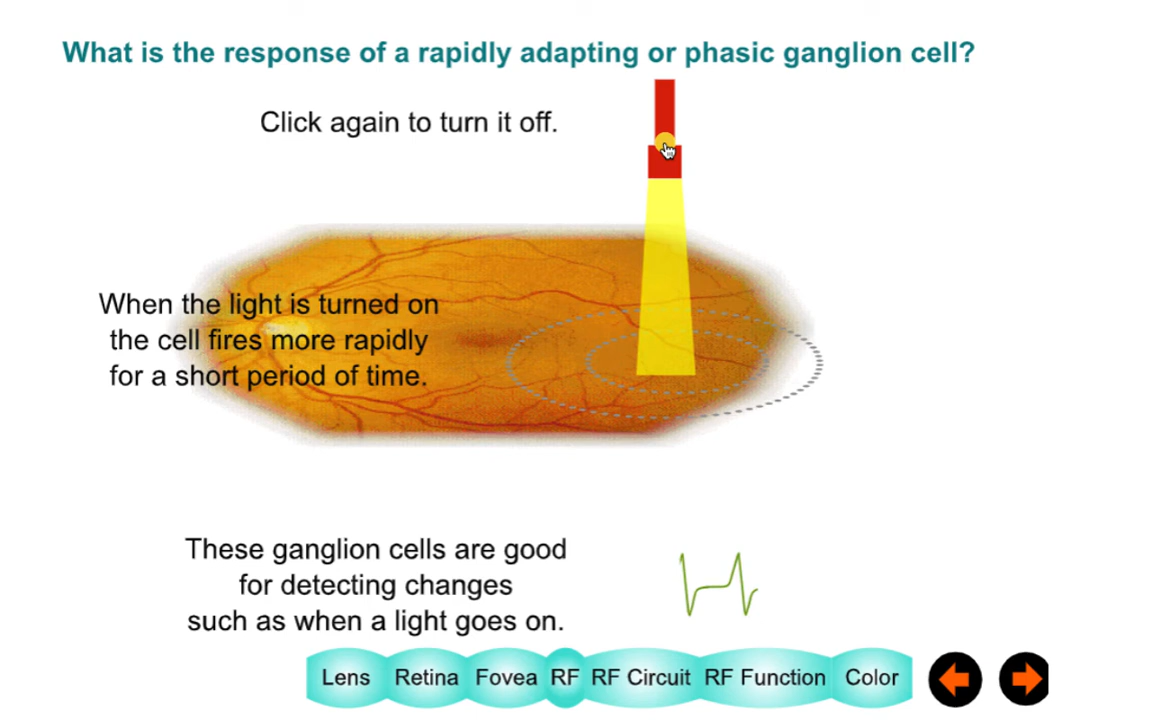 What is the response of a rapidly adapting or phasic ganglion cell?
Click again to turn it off.
When the light is turned on
the cell fires more rapidly
for a short period of time.
These ganglion cells are good
for detecting changes
such as when a light goes on.
Lens Retina Fovea RF RF Circuit RF Function Color